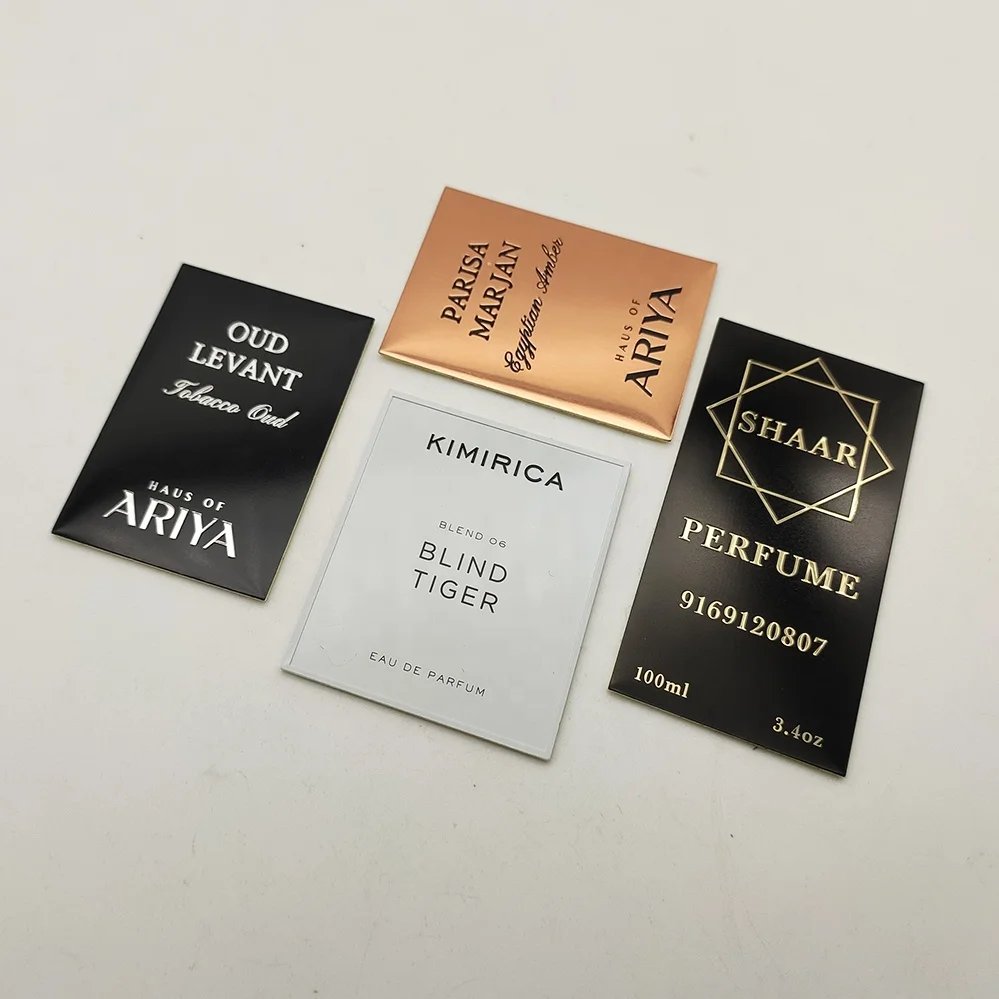 OUD
LEVANT
Tobacco Oud
HAUS OF
ARIYA
PARISA
MARJAN
Egyptian Amber
HAUS OF
ARIYA
KIMIRICA
BLEND 06
BLIND
TIGER
EAU DE PARFUM
SHAAR
PERFUME
9169120807
100ml
3.4oz